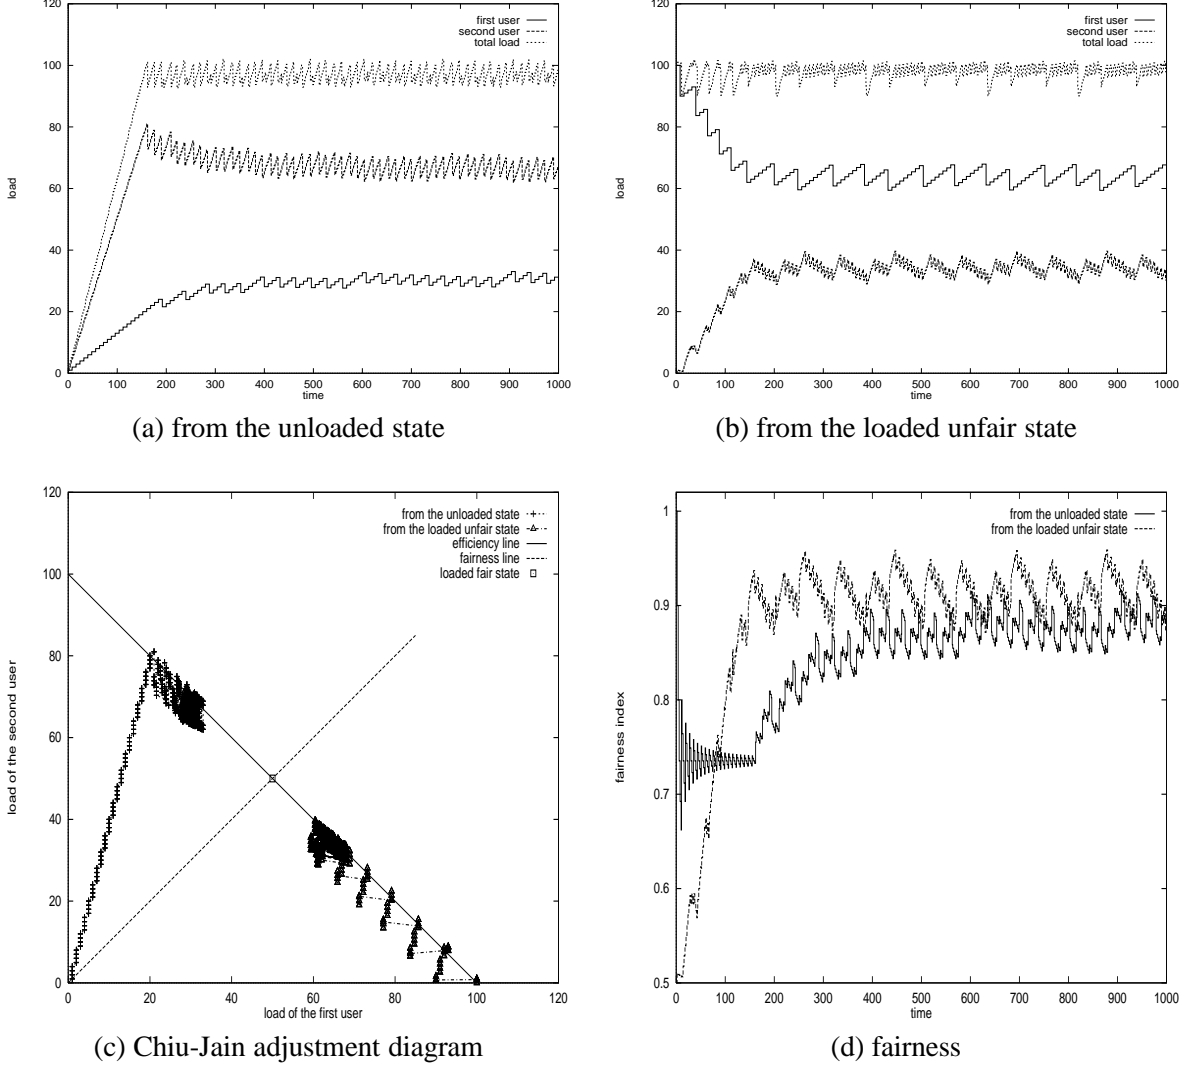 120
100
80
60
40
20
0
load
first user
second user
total load
0 100 200 300 400 500 600 700 800 900 1000
time
(a) from the unloaded state
120
100
80
60
40
20
0
load
first user
second user
total load
0 100 200 300 400 500 600 700 800 900 1000
time
(b) from the loaded unfair state
120
100
80
60
40
20
0
load of the second user
from the unloaded state
from the loaded unfair state
efficiency line
fairness line
loaded fair state
0 20 40 60 80 100 120
load of the first user
(c) Chiu-Jain adjustment diagram
1
0.9
0.8
0.7
0.6
0.5
fairness index
from the unloaded state
from the loaded unfair state
0 100 200 300 400 500 600 700 800 900 1000
time
(d) fairness